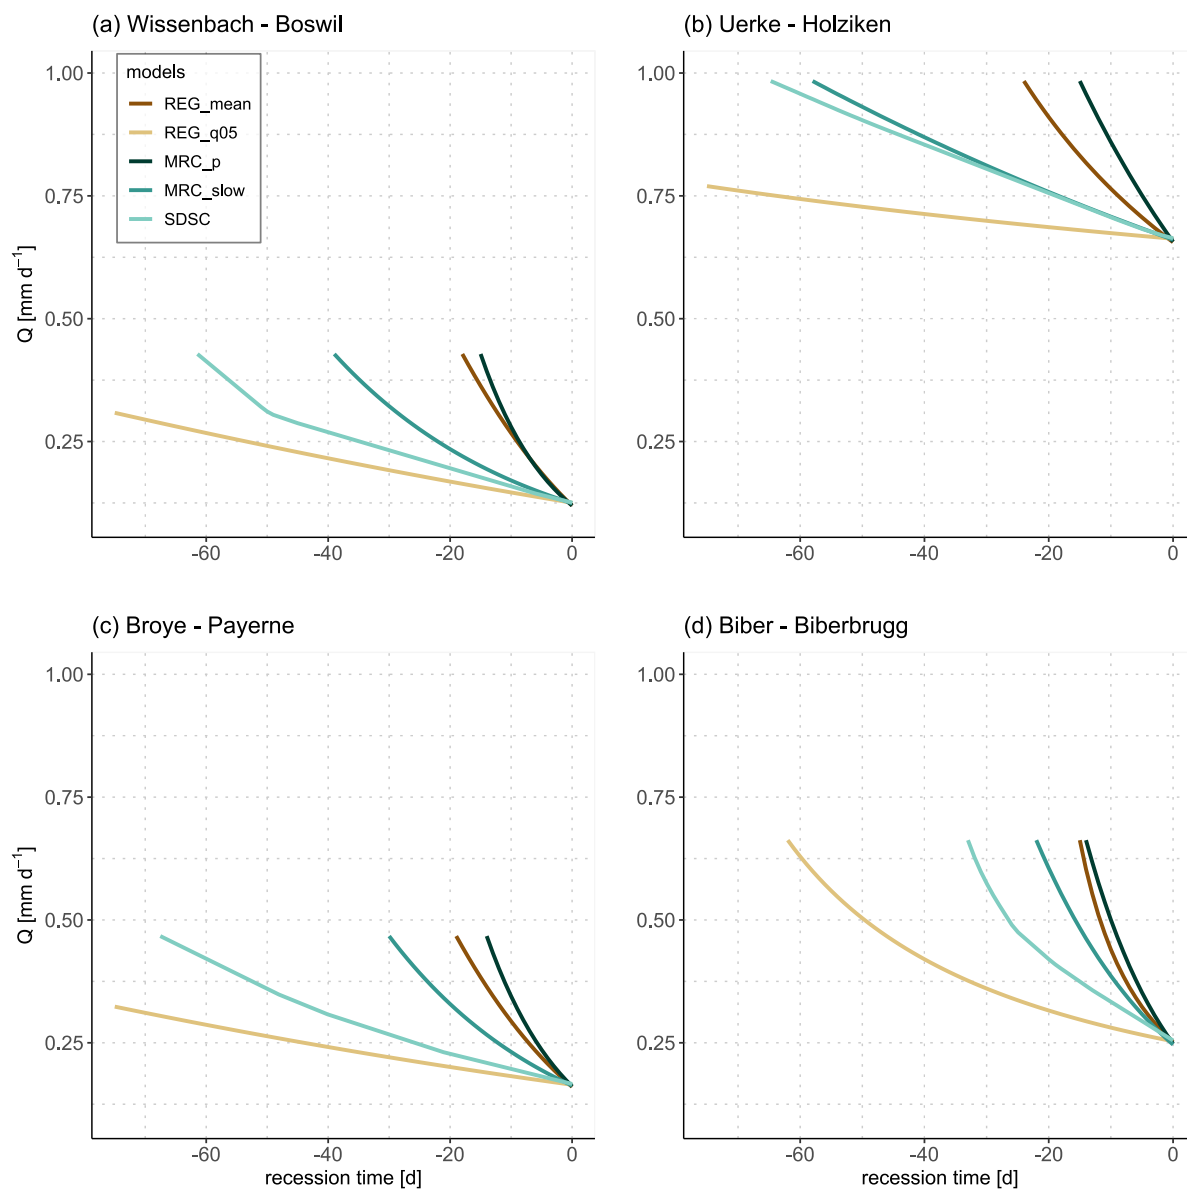 (a) Wissenbach - Boswil
models
REG_mean
REG_q05
MRC_p
MRC_slow
SDSC
1.00
0.75
0.50
0.25
Q [mm d⁻¹]
-60 -40 -20 0
(b) Uerke - Holziken
1.00
0.75
0.50
0.25
-60 -40 -20 0
(c) Broye - Payerne
1.00
0.75
0.50
0.25
Q [mm d⁻¹]
-60 -40 -20 0
recession time [d]
(d) Biber - Biberbrugg
1.00
0.75
0.50
0.25
-60 -40 -20 0
recession time [d]